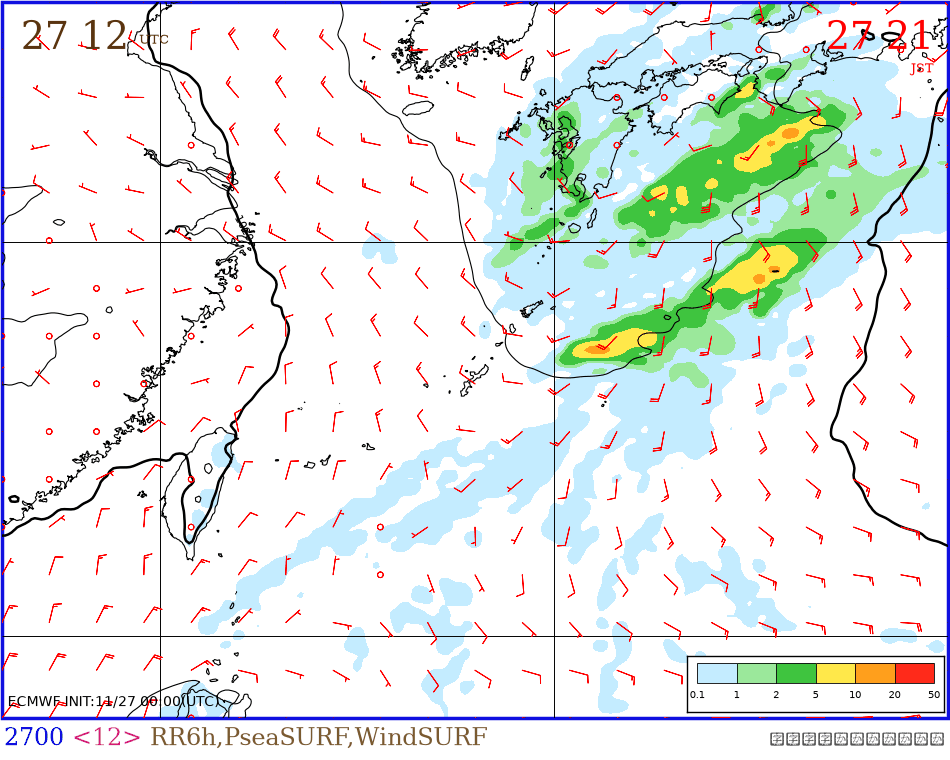 27 12 UTC
27 21
JST
ECMWF INIT:11/27 00:00(UTC)
0.1 1 2 5 10 20 50
2700 <12> RR6h,PseaSURF,WindSURF